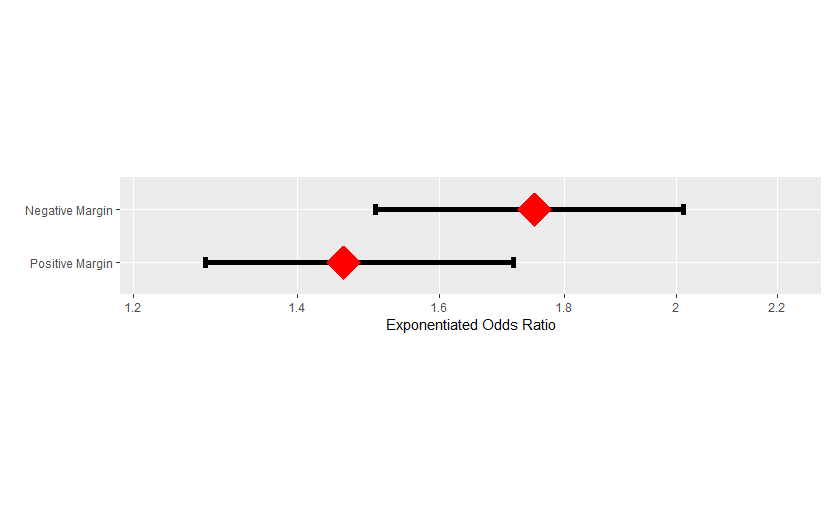 Negative Margin
Positive Margin
1.2 1.4 1.6 1.8 2 2.2
Exponentiated Odds Ratio